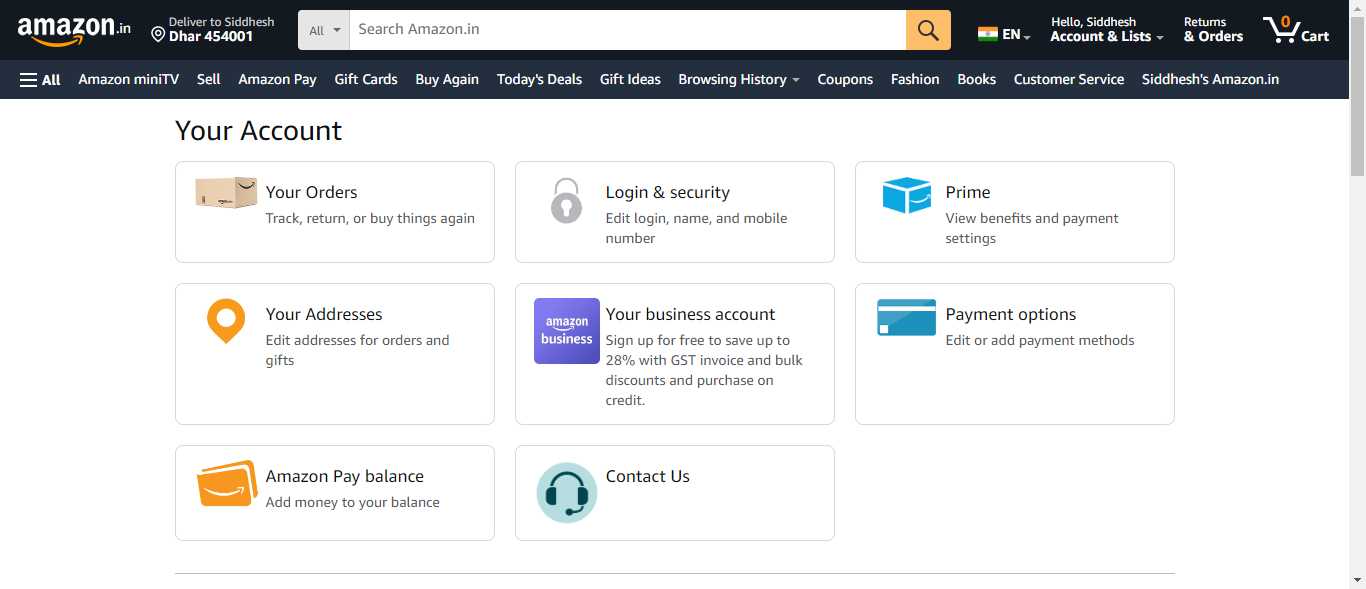 amazon.in
Deliver to Siddhesh
Dhar 454001
All
Search Amazon.in
EN
Hello, Siddhesh
Account & Lists
Returns
& Orders
0
Cart
All
Amazon miniTV
Sell
Amazon Pay
Gift Cards
Buy Again
Today's Deals
Gift Ideas
Browsing History
Coupons
Fashion
Books
Customer Service
Siddhesh's Amazon.in
Your Account
Your Orders
Track, return, or buy things again
Login & security
Edit login, name, and mobile
number
Prime
View benefits and payment
settings
Your Addresses
Edit addresses for orders and
gifts
amazon
business
Your business account
Sign up for free to save up to
28% with GST invoice and bulk
discounts and purchase on
credit.
Payment options
Edit or add payment methods
Amazon Pay balance
Add money to your balance
Contact Us